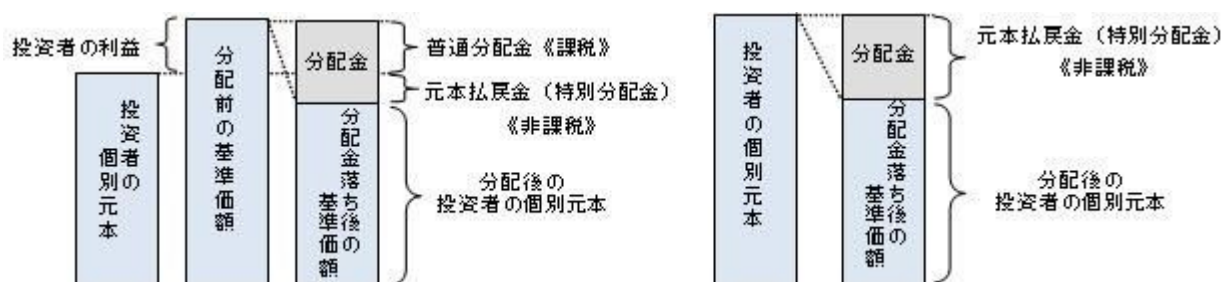 投資者の利益
投資者の
個別元本
分配前の基準価額
分配金
分配金落ち後の
基準価額
普通分配金《課税》
元本払戻金（特別分配金）
《非課税》
分配後の
投資者の個別元本
投資者の個別元本
分配金
分配金落ち後の
基準価額
元本払戻金（特別分配金）
《非課税》
分配後の
投資者の個別元本